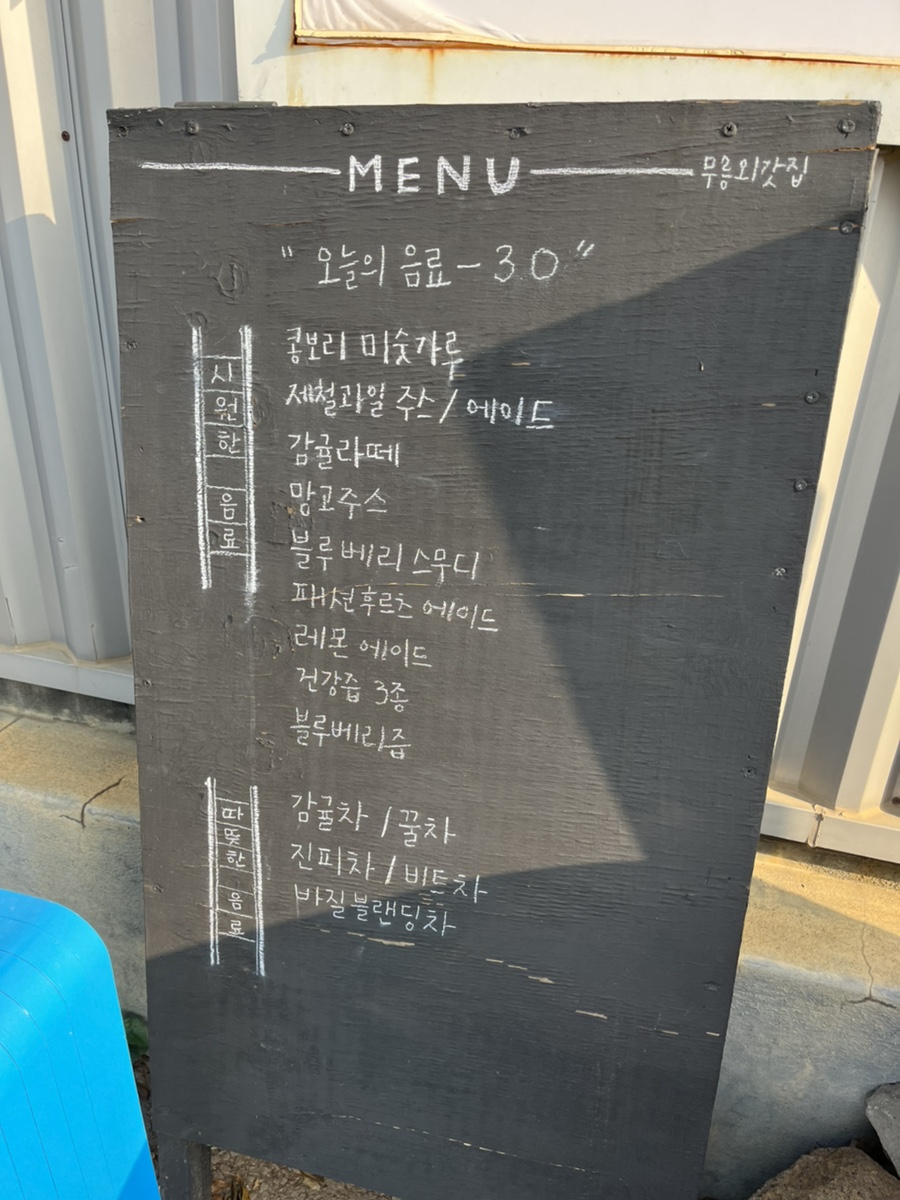 MENU 무릉외갓집
" 오늘의 음료 - 3.0 "
시원한 음료
콩보리 미숫가루
제철과일 주스 / 에이드
감귤라떼
망고주스
블루베리 스무디
패션후르츠 에이드
레몬 에이드
건강즙 3종
블루베리즙
따뜻한 음료
감귤차 / 꿀차
진피차 / 비트차
바질블랜딩차